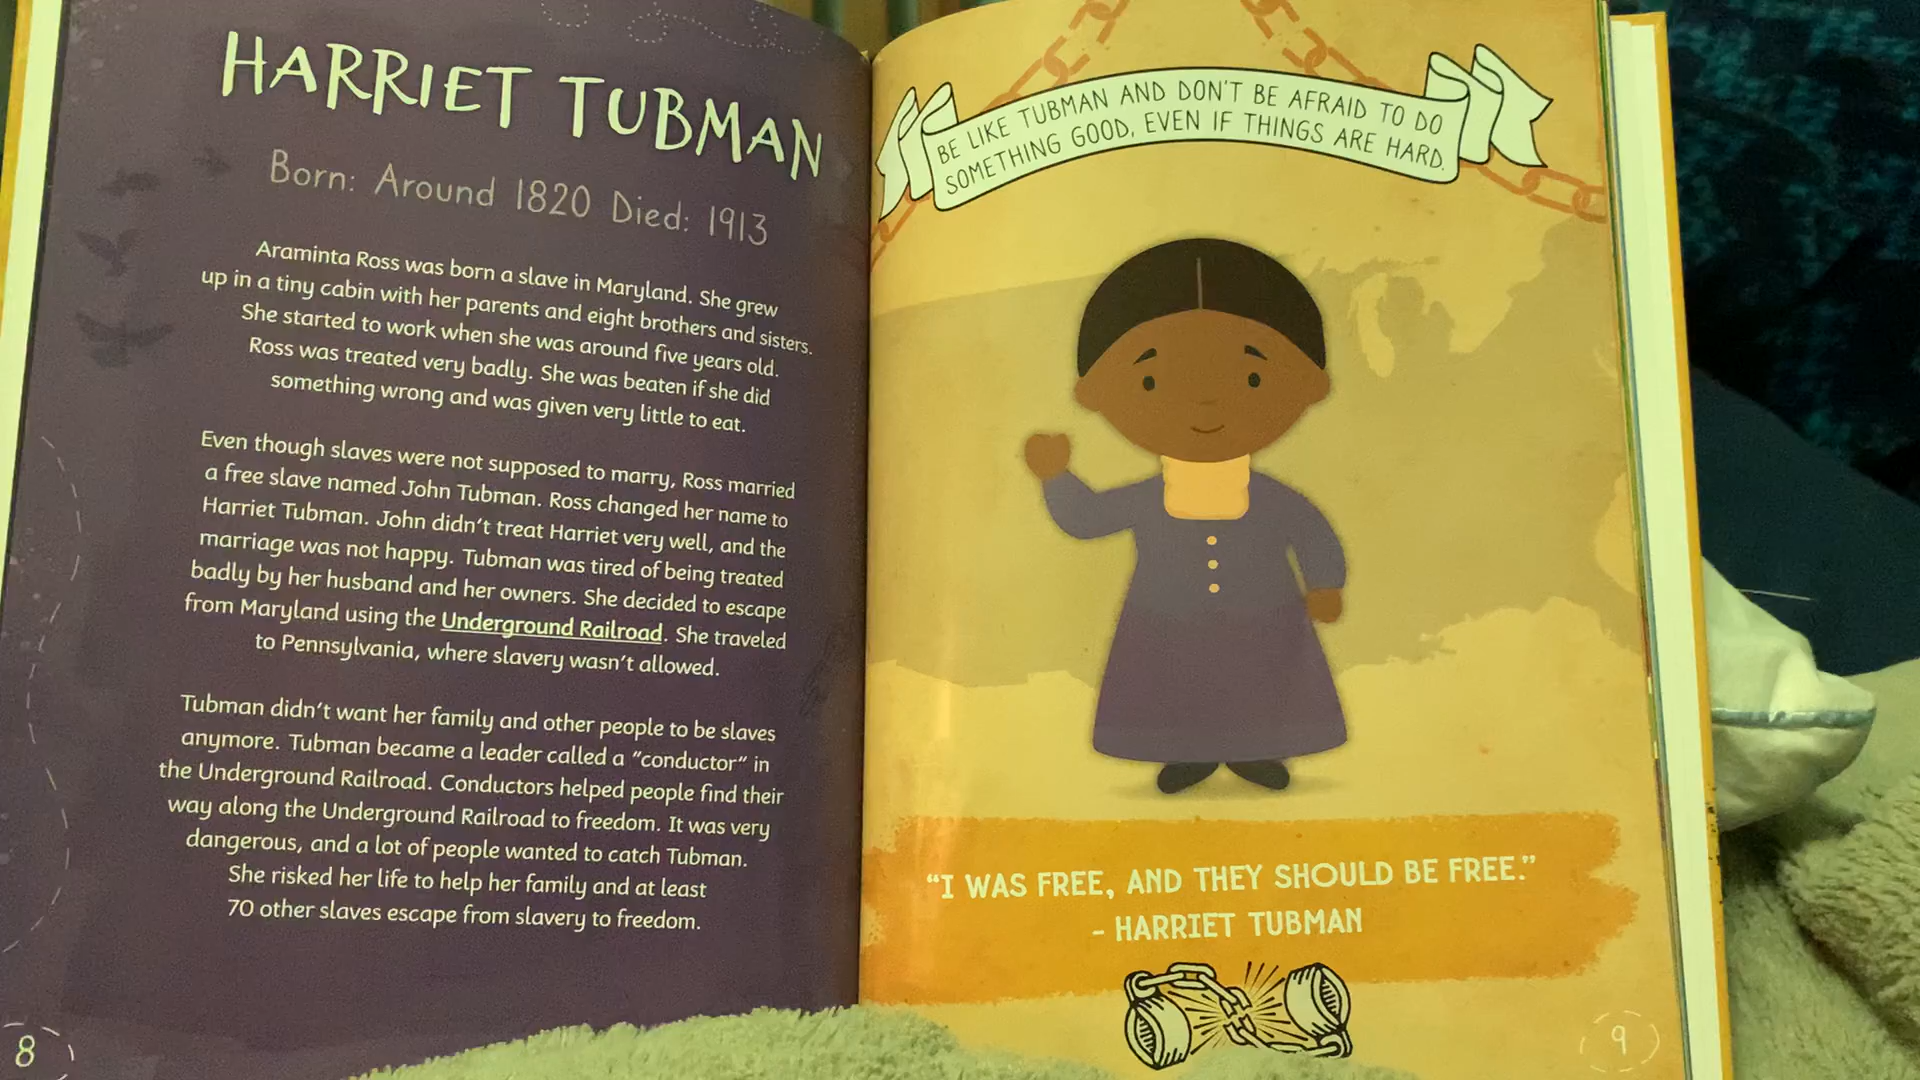 HARRIET TUBMAN
Born: Around 1820 Died: 1913
Araminta Ross was born a slave in Maryland. She grew
up in a tiny cabin with her parents and eight brothers and sisters.
She started to work when she was around five years old.
Ross was treated very badly. She was beaten if she did
something wrong and was given very little to eat.
Even though slaves were not supposed to marry, Ross married
a free slave named John Tubman. Ross changed her name to
Harriet Tubman. John didn't treat Harriet very well, and the
marriage was not happy. Tubman was tired of being treated
badly by her husband and her owners. She decided to escape
from Maryland using the Underground Railroad. She traveled
to Pennsylvania, where slavery wasn't allowed.
Tubman didn't want her family and other people to be slaves
anymore. Tubman became a leader called a "conductor" in
the Underground Railroad. Conductors helped people find their
way along the Underground Railroad to freedom. It was very
dangerous, and a lot of people wanted to catch Tubman.
She risked her life to help her family and at least
70 other slaves escape from slavery to freedom.
8
BE LIKE TUBMAN AND DON'T BE AFRAID TO DO
SOMETHING GOOD, EVEN IF THINGS ARE HARD.
"I WAS FREE, AND THEY SHOULD BE FREE."
- HARRIET TUBMAN
9